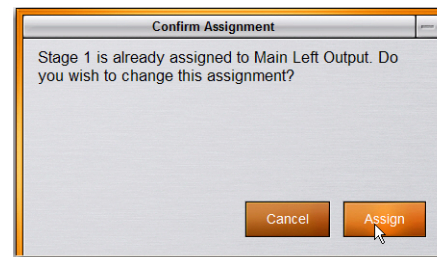 Confirm Assignment
Stage 1 is already assigned to Main Left Output. Do
you wish to change this assignment?
Cancel
Assign